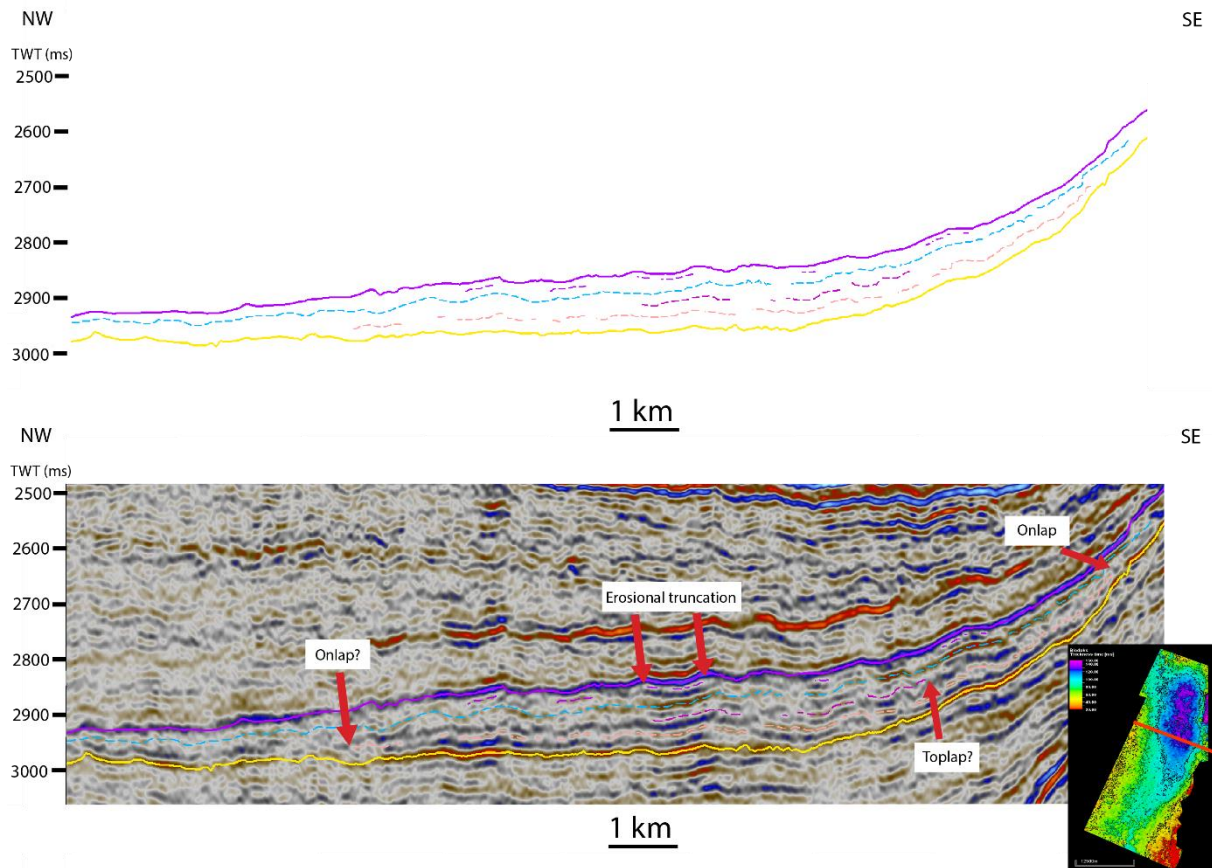 NW
SE
TWT (ms)
2500
2600
2700
2800
2900
3000
1 km
NW
SE
TWT (ms)
2500
2600
2700
2800
2900
3000
Onlap
Erosional truncation
Onlap?
Toplap?
1 km